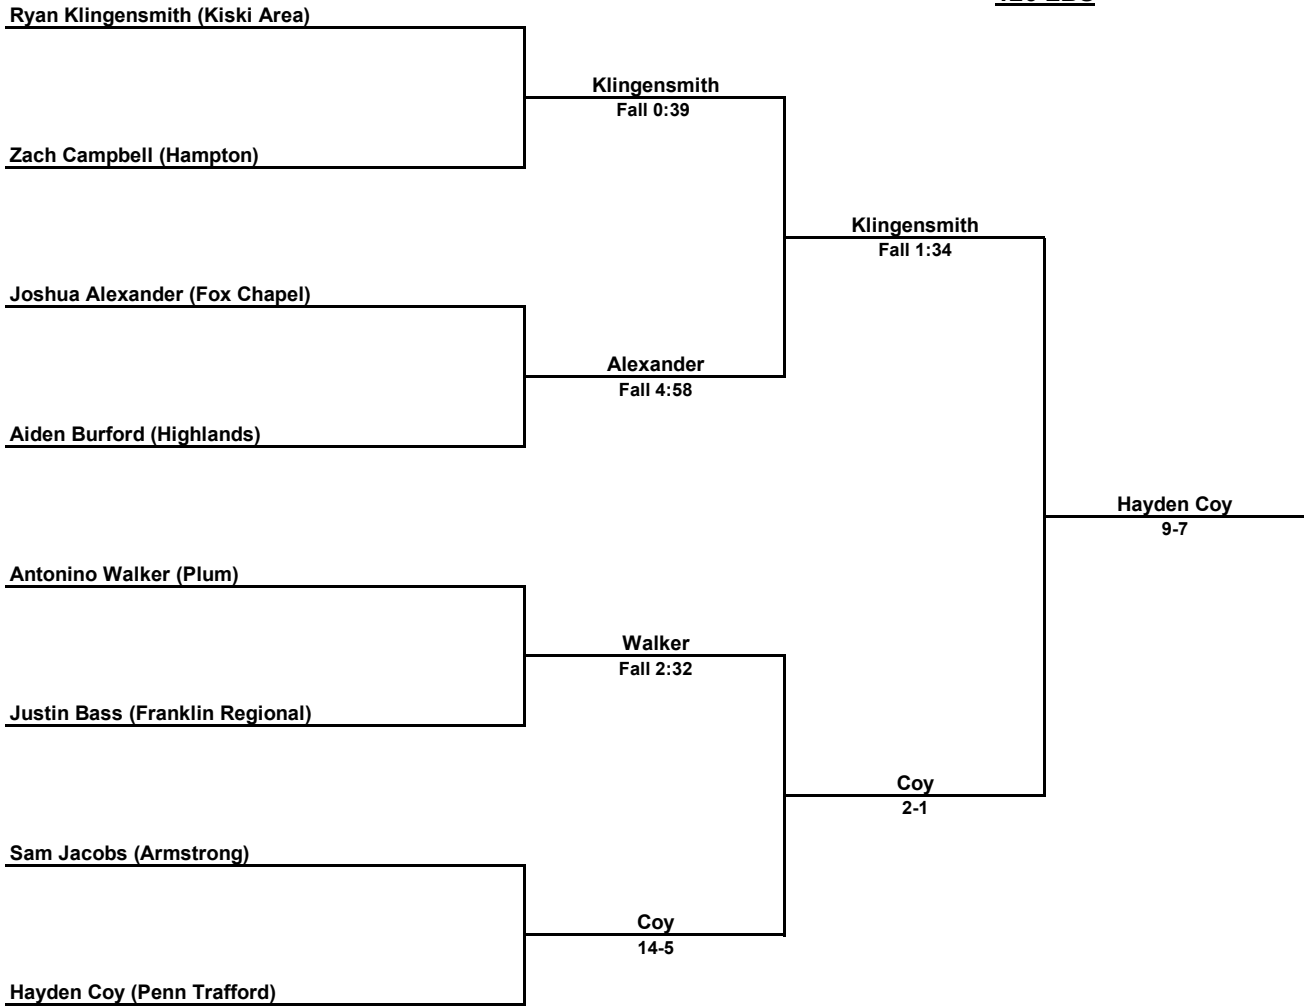 Ryan Klingensmith (Kiski Area)
Klingensmith
Fall 0:39
Zach Campbell (Hampton)
Klingensmith
Fall 1:34
Joshua Alexander (Fox Chapel)
Alexander
Fall 4:58
Aiden Burford (Highlands)
Hayden Coy
9-7
Antonino Walker (Plum)
Walker
Fall 2:32
Justin Bass (Franklin Regional)
Coy
2-1
Sam Jacobs (Armstrong)
Coy
14-5
Hayden Coy (Penn Trafford)